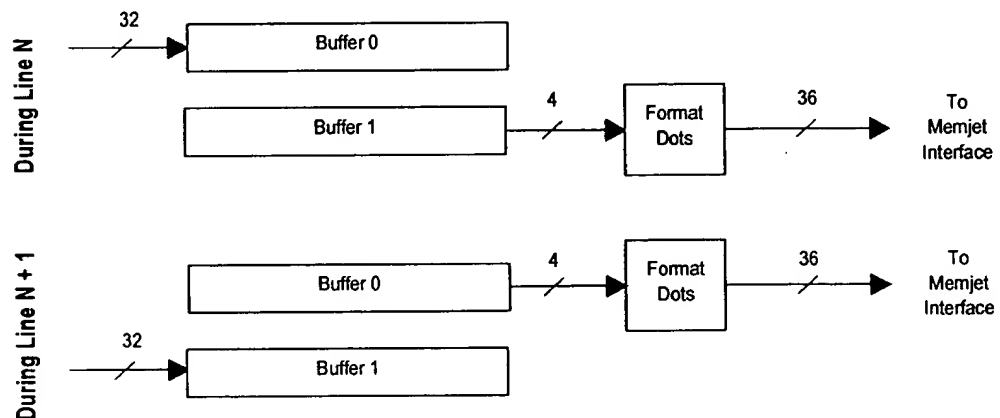 During Line N
32
Buffer 0
Buffer 1
4
Format
Dots
36
To
Memjet
Interface
During Line N + 1
Buffer 0
4
Format
Dots
36
To
Memjet
Interface
32
Buffer 1